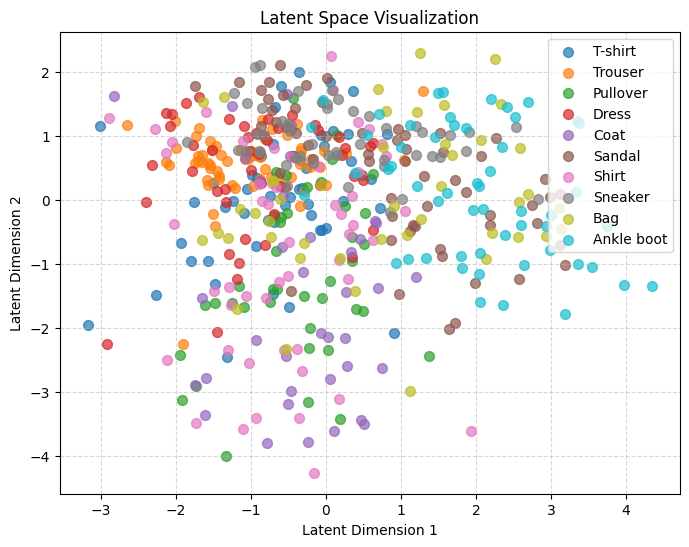 Latent Space Visualization
T-shirt
Trouser
Pullover
Dress
Coat
Sandal
Shirt
Sneaker
Bag
Ankle boot
Latent Dimension 2
2
1
0
−1
−2
−3
−4
−3 −2 −1 0 1 2 3 4
Latent Dimension 1